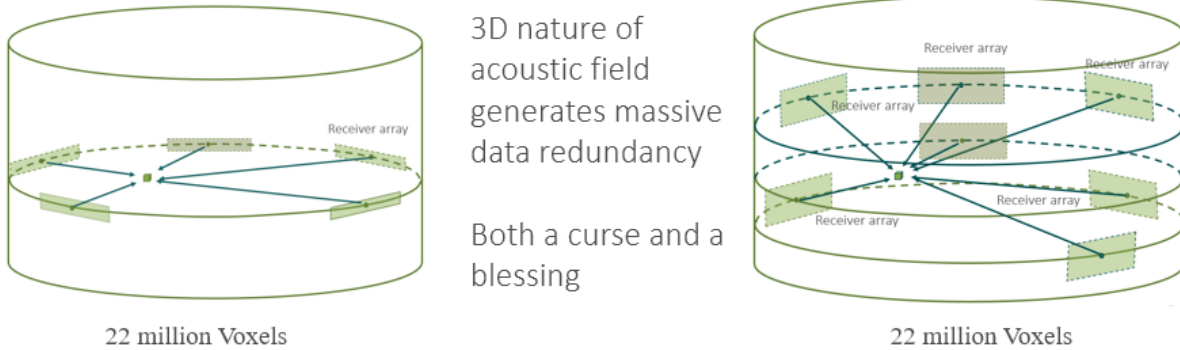 Receiver array
22 million Voxels
3D nature of
acoustic field
generates massive
data redundancy
Both a curse and a
blessing
Receiver array
Receiver array
Receiver array
Receiver array
Receiver array
22 million Voxels